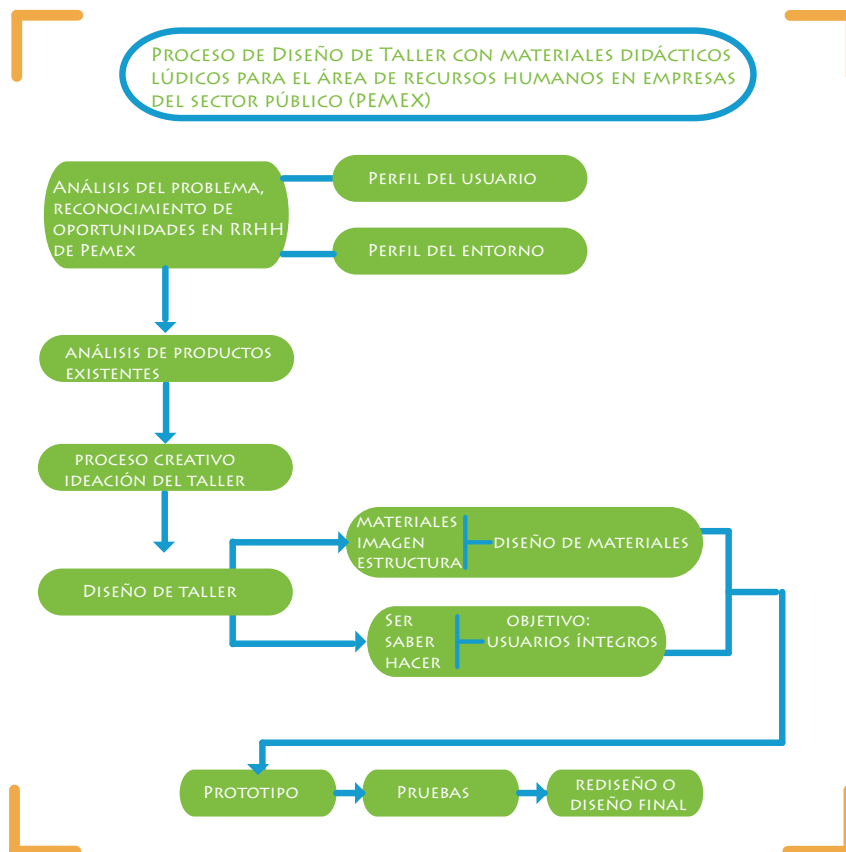 Proceso de Diseño de Taller con materiales didácticos
lúdicos para el área de recursos humanos en empresas
del sector público (PEMEX)
Análisis del problema,
reconocimiento de
oportunidades en RRHH
de Pemex
Perfil del usuario
Perfil del entorno
análisis de productos
existentes
proceso creativo
ideación del taller
Diseño de taller
materiales
imagen
estructura
diseño de materiales
Ser
saber
hacer
objetivo:
usuarios íntegros
Prototipo
Pruebas
rediseño o
diseño final